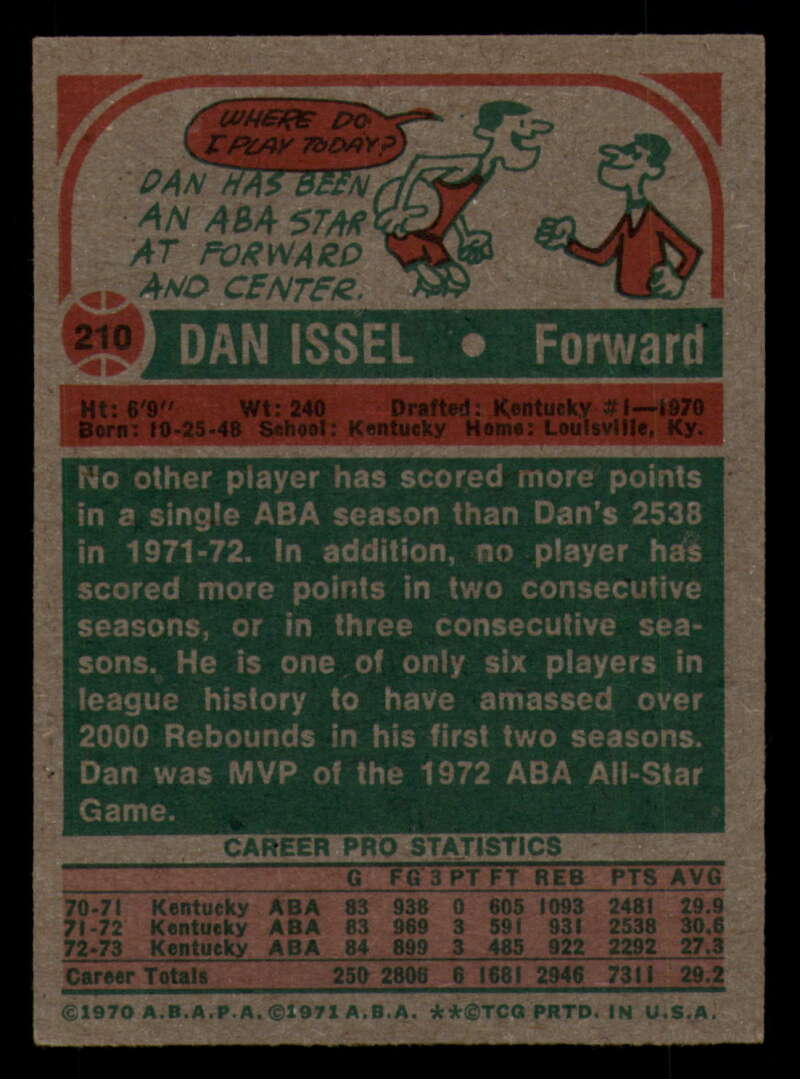 WHERE DO
I PLAY TODAY?
DAN HAS BEEN
AN ABA STAR
AT FORWARD
AND CENTER.
210 DAN ISSEL • Forward
Ht: 6'9" Wt: 240 Drafted: Kentucky #1—1970
Born: 10-25-48 School: Kentucky Home: Louisville, Ky.
No other player has scored more points
in a single ABA season than Dan's 2538
in 1971-72. In addition, no player has
scored more points in two consecutive
seasons, or in three consecutive sea-
sons. He is one of only six players in
league history to have amassed over
2000 Rebounds in his first two seasons.
Dan was MVP of the 1972 ABA All-Star
Game.
CAREER PRO STATISTICS
G FG 3PT FT REB PTS AVG
70-71 Kentucky ABA 83 938 0 605 1093 2481 29.9
71-72 Kentucky ABA 83 969 3 591 931 2538 30.6
72-73 Kentucky ABA 84 899 3 485 922 2292 27.3
Career Totals 250 2806 6 1681 2946 7311 29.2
©1970 A.B.A.P.A. ©1971 A.B.A. **©TCG PRTD. IN U.S.A.